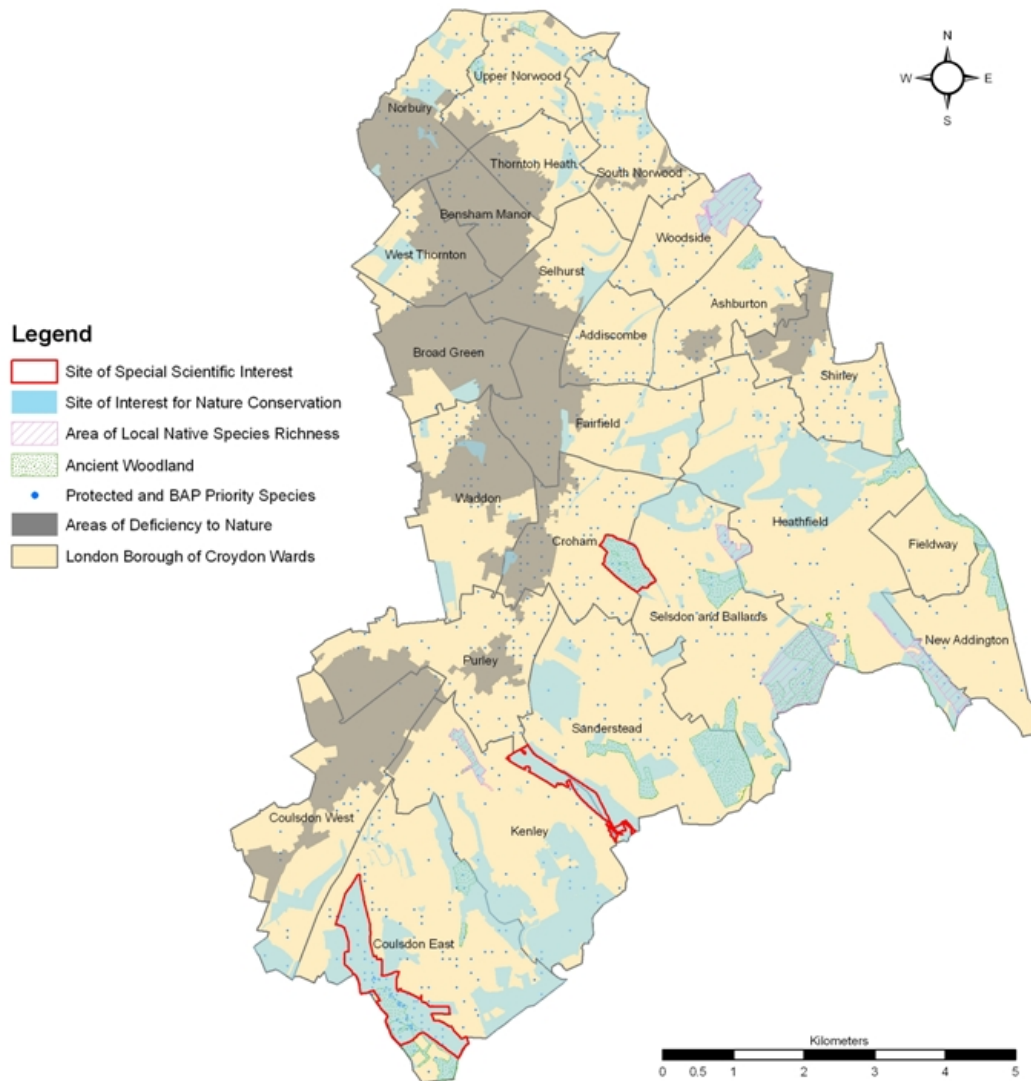 N
W
E
S
Upper Norwood
Norbury
Thornton Heath
South Norwood
Bensham Manor
Woodside
West Thornton
Selhurst
Ashburton
Addiscombe
Broad Green
Shirley
Fairfield
Waddon
Heathfield
Croham
Fieldway
Selsdon and Ballards
New Addington
Purley
Sanderstead
Coulsdon West
Kenley
Coulsdon East
Legend
Site of Special Scientific Interest
Site of Interest for Nature Conservation
Area of Local Native Species Richness
Ancient Woodland
Protected and BAP Priority Species
Areas of Deficiency to Nature
London Borough of Croydon Wards
Kilometers
0 0.5 1 2 3 4 5